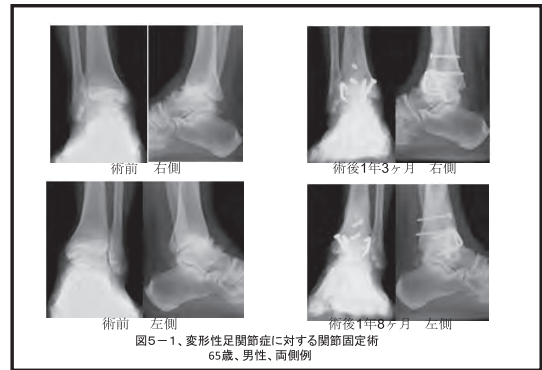 術前　右側
術後1年3ヶ月　右側
術前　左側
術後1年8ヶ月　左側
図5－1、変形性足関節症に対する関節固定術
65歳、男性、両側例